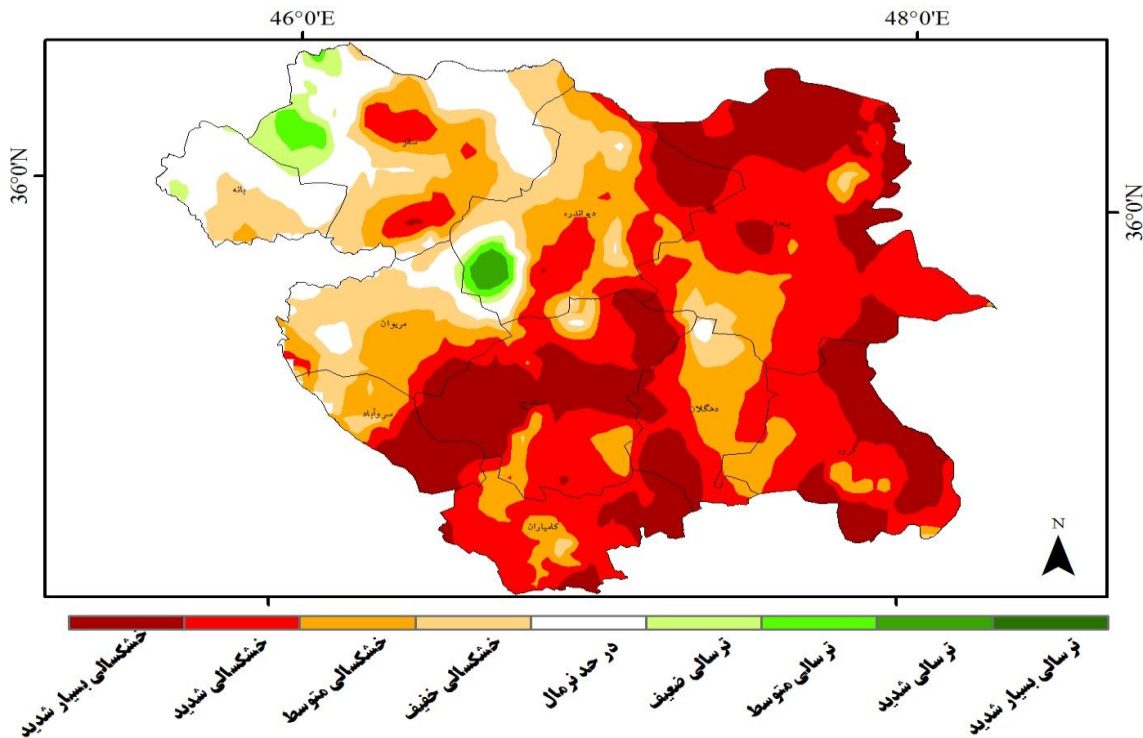 46°0'E
48°0'E
36°0'N
36°0'N
سقز
بانه
دیواندره
بیجار
مریوان
سروآباد
دهگلان
کامیاران
N
خشکسالی بسیار شدید
خشکسالی شدید
خشکسالی متوسط
خشکسالی خفیف
در حد نرمال
ترسالی ضعیف
ترسالی متوسط
ترسالی شدید
ترسالی بسیار شدید